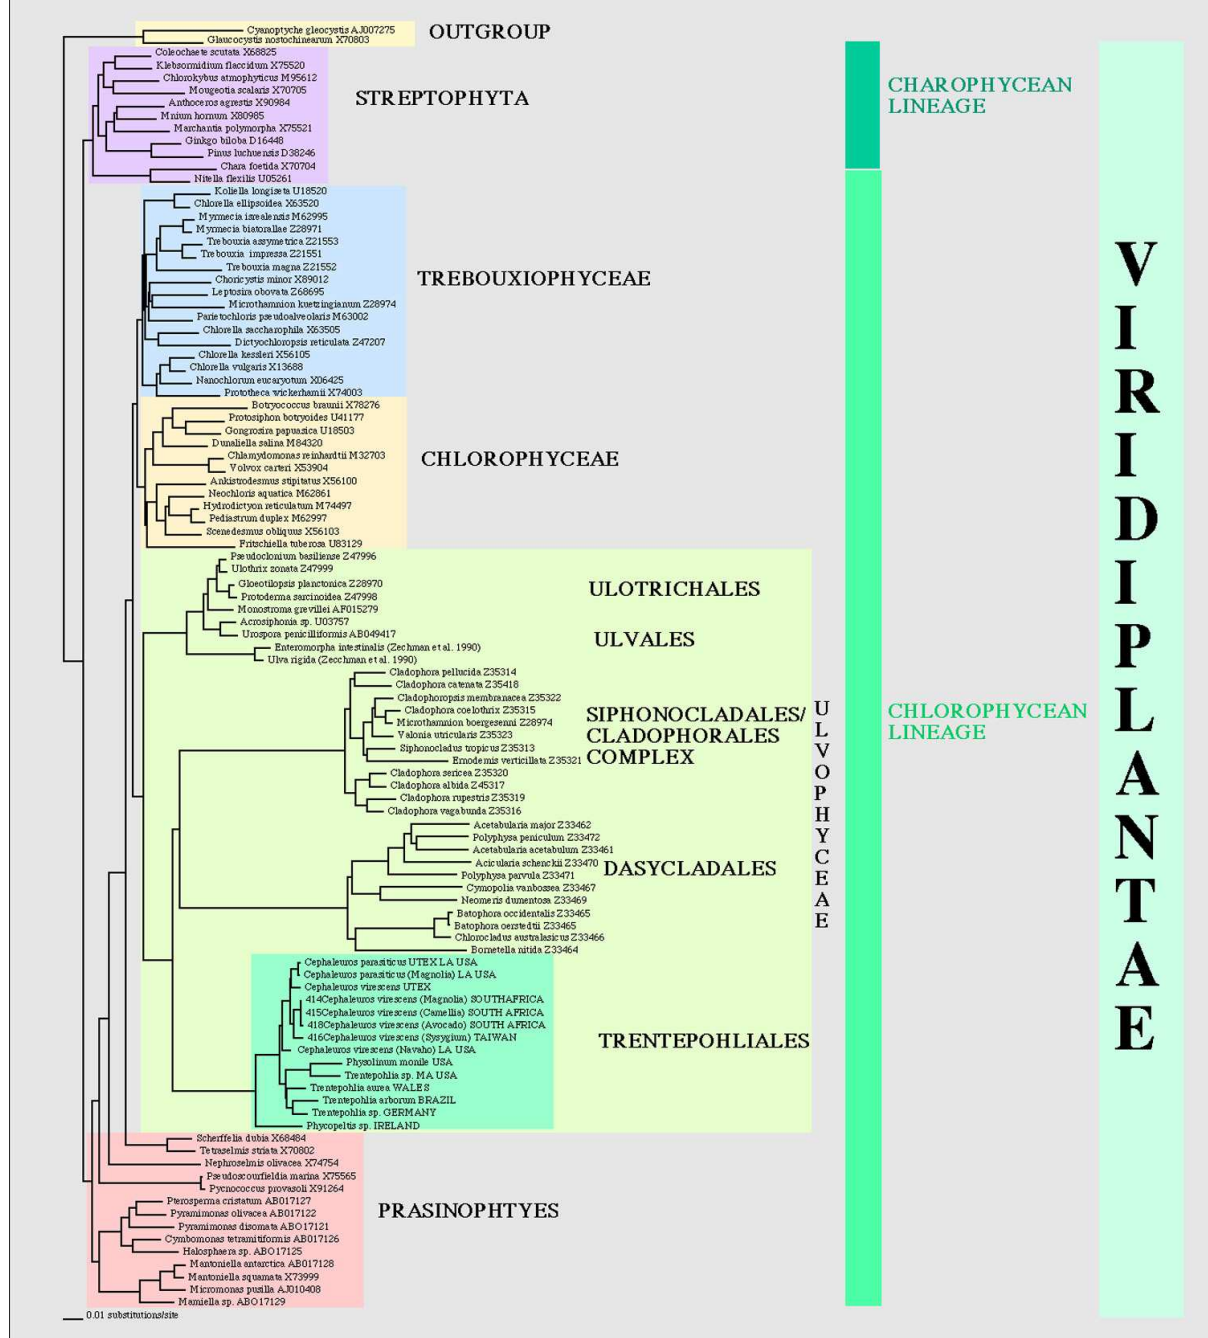 Cyanoptyche gleocystis AJ007275
Glaucocystis nostochinearum X70803
OUTGROUP
Coleochaete scutata X68825
Klebsormidium flaccidum X75520
Chlorokybus atmophyticus M95612
Mougeotia scalaris X70705
Anthoceros agrestis X90984
Mnium hornum X80985
Marchantia polymorpha X75521
Ginkgo biloba D16448
Pinus luchuensis D38246
Chara foetida X70704
Nitella flexilis U05261
STREPTOPHYTA
CHAROPHYCEAN
LINEAGE
Koliella longiseta U18520
Chlorella ellipsoidea X63520
Myrmecia isrealensis M62995
Myrmecia biatorallae Z28971
Trebouxia assymetrica Z21553
Trebouxia impressa Z21551
Trebouxia magna Z21552
Choricystis minor X89012
Leptosira obovata Z68695
Microthamnion kuetzingianum Z28974
Parietochloris pseudoalveolaris M63002
Chlorella saccharophila X63505
Dictyochloropsis reticulata Z47207
Chlorella kessleri X56105
Chlorella vulgaris X13688
Nanochlorum eucaryotum X06425
Prototheca wickerhamii X74003
TREBOUXIOPHYCEAE
Botryococcus braunii X78276
Protosiphon botryoides U41177
Gongrosira papuasica U18503
Dunaliella salina M84320
Chlamydomonas reinhardtii M32703
Volvox carteri X53904
Ankistrodesmus stipitatus X56100
Neochloris aquatica M62861
Hydrodictyon reticulatum M74497
Pediastrum duplex M62997
Scenedesmus obliquus X56103
Fritschiella tuberosa U83129
CHLOROPHYCEAE
Pseudoclonium basiliense Z47996
Ulothrix zonata Z47999
Gloeotilopsis planctonica Z28970
Protoderma sarcinoidea Z47998
Monostroma grevillei AF015279
Acrosiphonia sp. U03757
Urospora penicilliformis AB049417
Enteromorpha intestinalis (Zechman et al. 1990)
Ulva rigida (Zecchman et al. 1990)
ULOTRICHALES
ULVALES
Cladophora pellucida Z35314
Cladophora catenata Z35418
Cladophoropsis membranacea Z35322
Cladophora coelothrix Z35315
Microthamnion boergesenni Z28974
Valonia utricularis Z35323
Siphonocladus tropicus Z35313
Ernodemis verticillata Z35321
Cladophora sericea Z35320
Cladophora albida Z45317
Cladophora rupestris Z35319
Cladophora vagabunda Z35316
SIPHONOCLADALES/
CLADOPHORALES
COMPLEX
Acetabularia major Z33462
Polyphysa peniculum Z33472
Acetabularia acetabulum Z33461
Acicularia schenckii Z33470
Polyphysa parvula Z33471
Cymopolia vanbossea Z33467
Neomeris dumentosa Z33469
Batophora occidentalis Z33465
Batophora oerstedtii Z33465
Chlorocladus australasicus Z33466
Bornetella nitida Z33464
DASYCLADALES
Cephaleuros parasiticus UTEX LA USA
Cephaleuros parasiticus (Magnolia) LA USA
Cephaleuros virescens UTEX
414Cephaleuros virescens (Magnolia) SOUTHAFRICA
415Cephaleuros virescens (Camellia) SOUTH AFRICA
418Cephaleuros virescens (Avocado) SOUTH AFRICA
416Cephaleuros virescens (Sysygium) TAIWAN
Cephaleuros virescens (Navaho) LA USA
Physolinum monile USA
Trentepohlia sp. MA USA
Trentepohlia aurea WALES
Trentepohlia arborum BRAZIL
Trentepohlia sp. GERMANY
Phycopeltis sp. IRELAND
TRENTEPOHLIALES
ULVOPHYCEAE
CHLOROPHYCEAN
LINEAGE
Scherffelia dubia X68484
Tetraselmis striata X70802
Nephroselmis olivacea X74754
Pseudoscourfieldia marina X75565
Pycnococcus provasoli X91264
Pterosperma cristatum AB017127
Pyramimonas olivacea AB017122
Pyramimonas disomata ABO17121
Cymbomonas tetramitiformis AB017126
Halosphaera sp. ABO17125
Mantoniella antarctica AB017128
Mantoniella squamata X73999
Micromonas pusilla AJ010408
Mamiella sp. ABO17129
PRASINOPHTYES
0.01 substitutions/site
VIRIDIPLANTAE